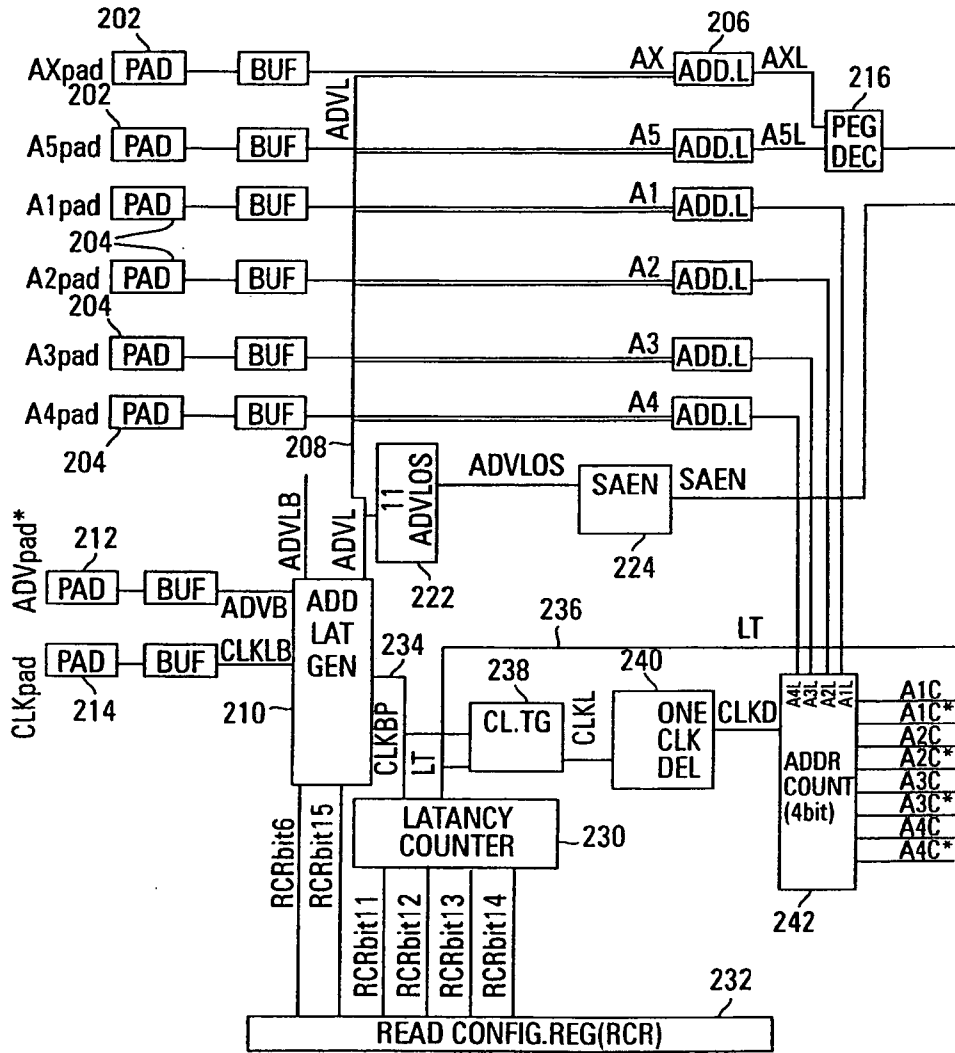 202
206
AXpad PAD BUF AX ADD.L AXL
216
202
ADVL
A5pad PAD BUF A5 ADD.L A5L PEG DEC
A1pad PAD BUF A1 ADD.L
204
A2pad PAD BUF A2 ADD.L
204
A3pad PAD BUF A3 ADD.L
A4pad PAD BUF A4 ADD.L
204
208
ADVLB
ADVL
11 ADVLOS
222
ADVLOS
SAEN
224
SAEN
ADVpad*
212
PAD BUF
ADVB
CLKpad
PAD BUF
CLKLB
214
ADD
LAT
GEN
210
234
236
LT
CLKBP
LT
238
CL.TG
CLKL
240
ONE
CLK
DEL
CLKD
A4L
A3L
A2L
A1L
ADDR
COUNT
(4bit)
242
A1C
A1C*
A2C
A2C*
A3C
A3C*
A4C
A4C*
LATANCY
COUNTER
230
RCRbit6
RCRbit15
RCRbit11
RCRbit12
RCRbit13
RCRbit14
232
READ CONFIG.REG(RCR)